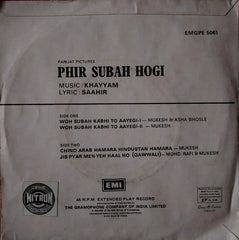 EMGPE 5061
PARIJAT PICTURES
PHIR SUBAH HOGI
MUSIC: KHAYYAM
LYRIC: SAAHIR
SIDE ONE
WOH SUBAH KABHI TO AAYEGI-I – MUKESH & ASHA BHOSLE
WOH SUBAH KABHI TO AAYEGI-II – MUKESH
SIDE TWO
CHINO ARAB HAMARA HINDUSTAN HAMARA – MUKESH
JIS PYAR MEN YEH HAAL HO (QAWWALI) – MOHD. RAFI & MUKESH
NITRON
EMI
45 R.P.M. EXTENDED PLAY RECORD
THE GRAMOPHONE COMPANY OF INDIA LIMITED
EP